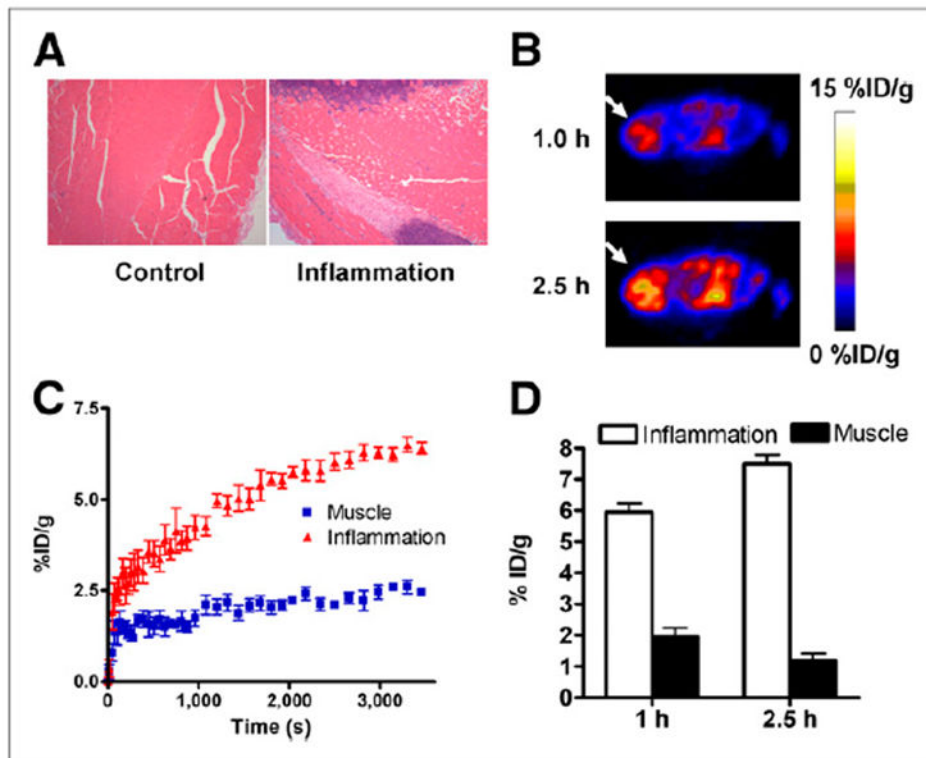 A
Control
Inflammation
B
1.0 h
2.5 h
15 %ID/g
0 %ID/g
C
%ID/g
7.5
5.0
2.5
0.0
0
1,000
2,000
3,000
Time (s)
Muscle
Inflammation
D
Inflammation
Muscle
% ID/g
8
7
6
5
4
3
2
1
0
1 h
2.5 h